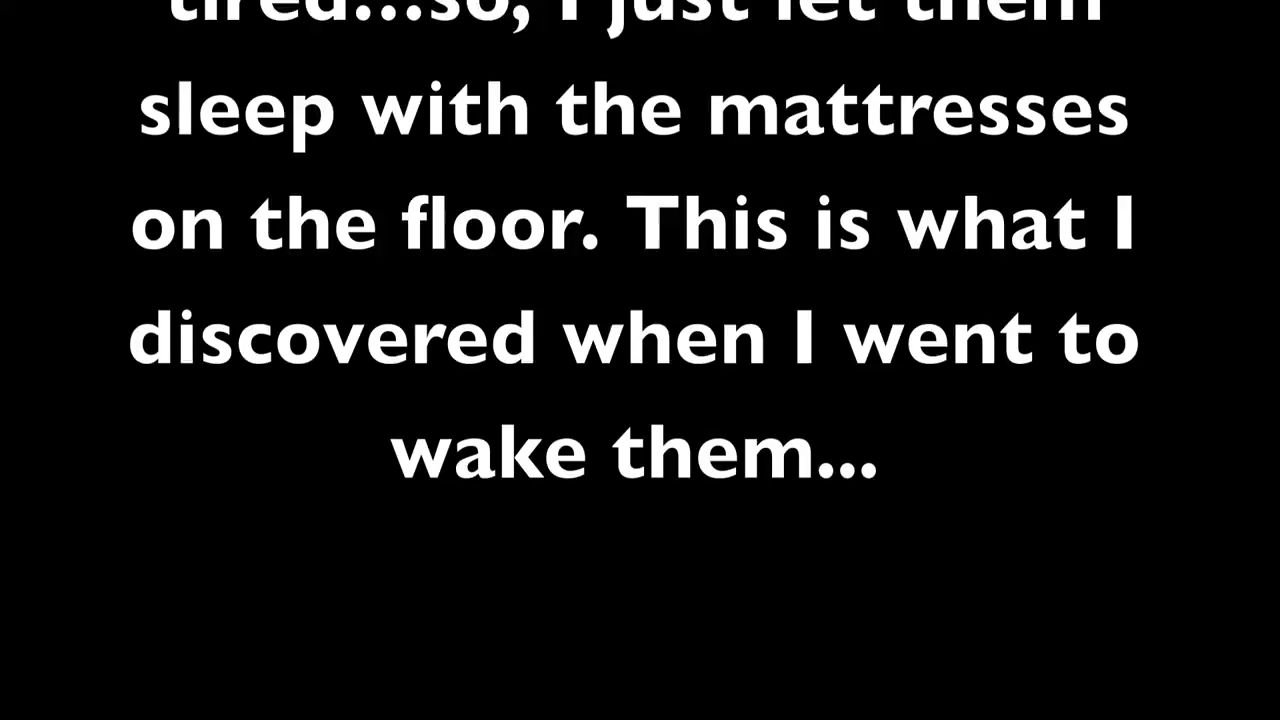 tired...so, I just let them
sleep with the mattresses
on the floor. This is what I
discovered when I went to
wake them...